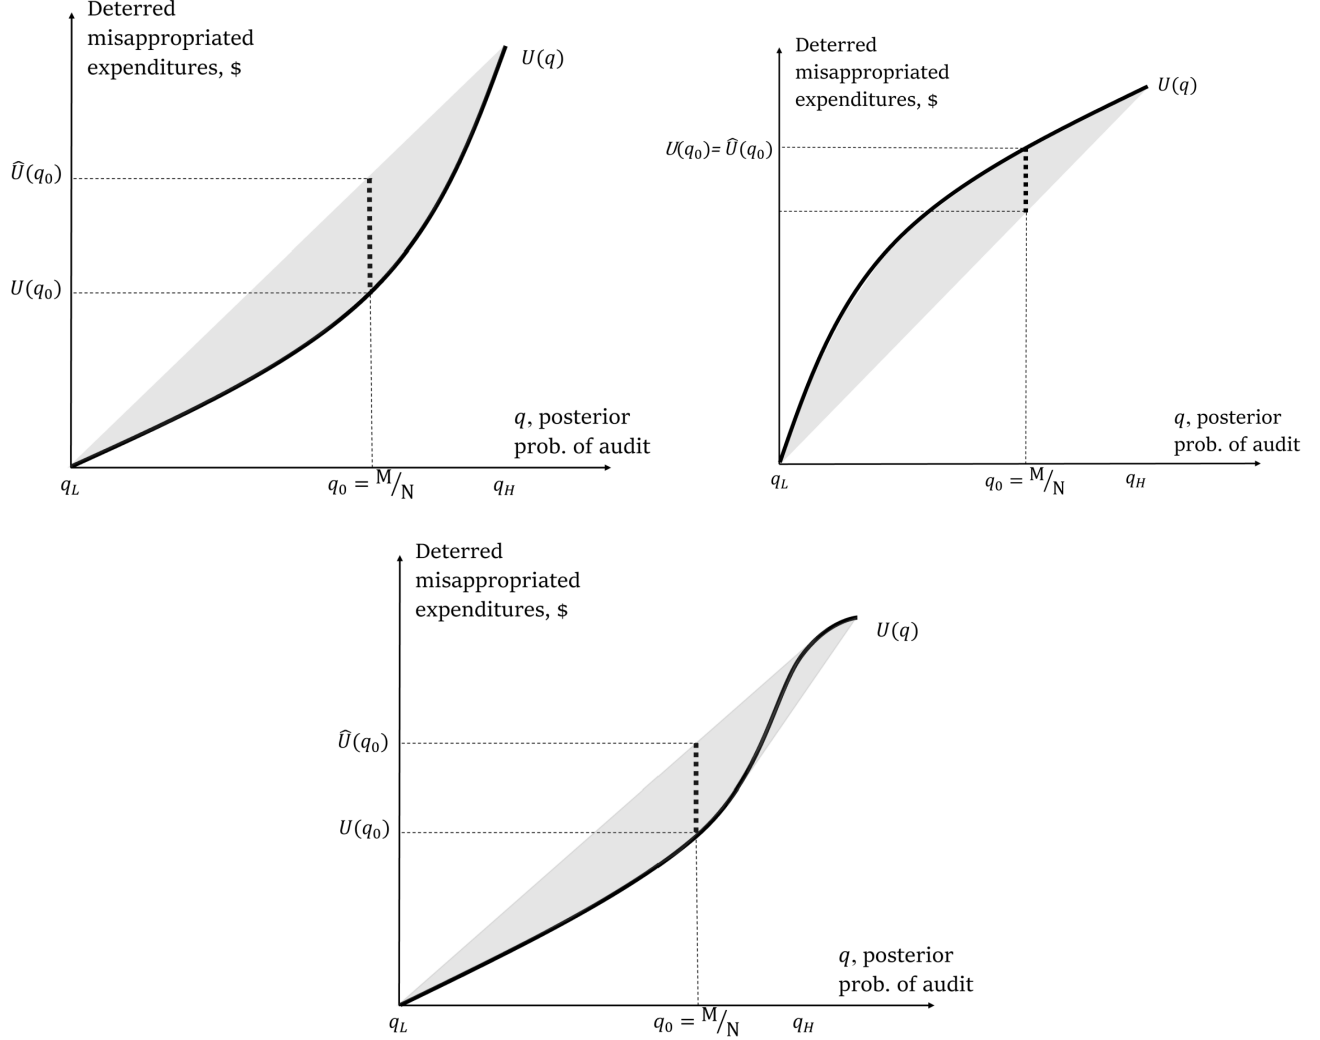 Deterred
misappropriated
expenditures, $
U(q)
Û(q₀)
U(q₀)
q, posterior
prob. of audit
q_L
q₀ = M/N
q_H
Deterred
misappropriated
expenditures, $
U(q)
U(q₀)= Û(q₀)
q, posterior
prob. of audit
q_L
q₀ = M/N
q_H
Deterred
misappropriated
expenditures, $
U(q)
Û(q₀)
U(q₀)
q, posterior
prob. of audit
q_L
q₀ = M/N
q_H